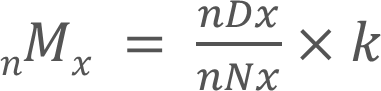 ₙMₓ = nDx/nNx × k